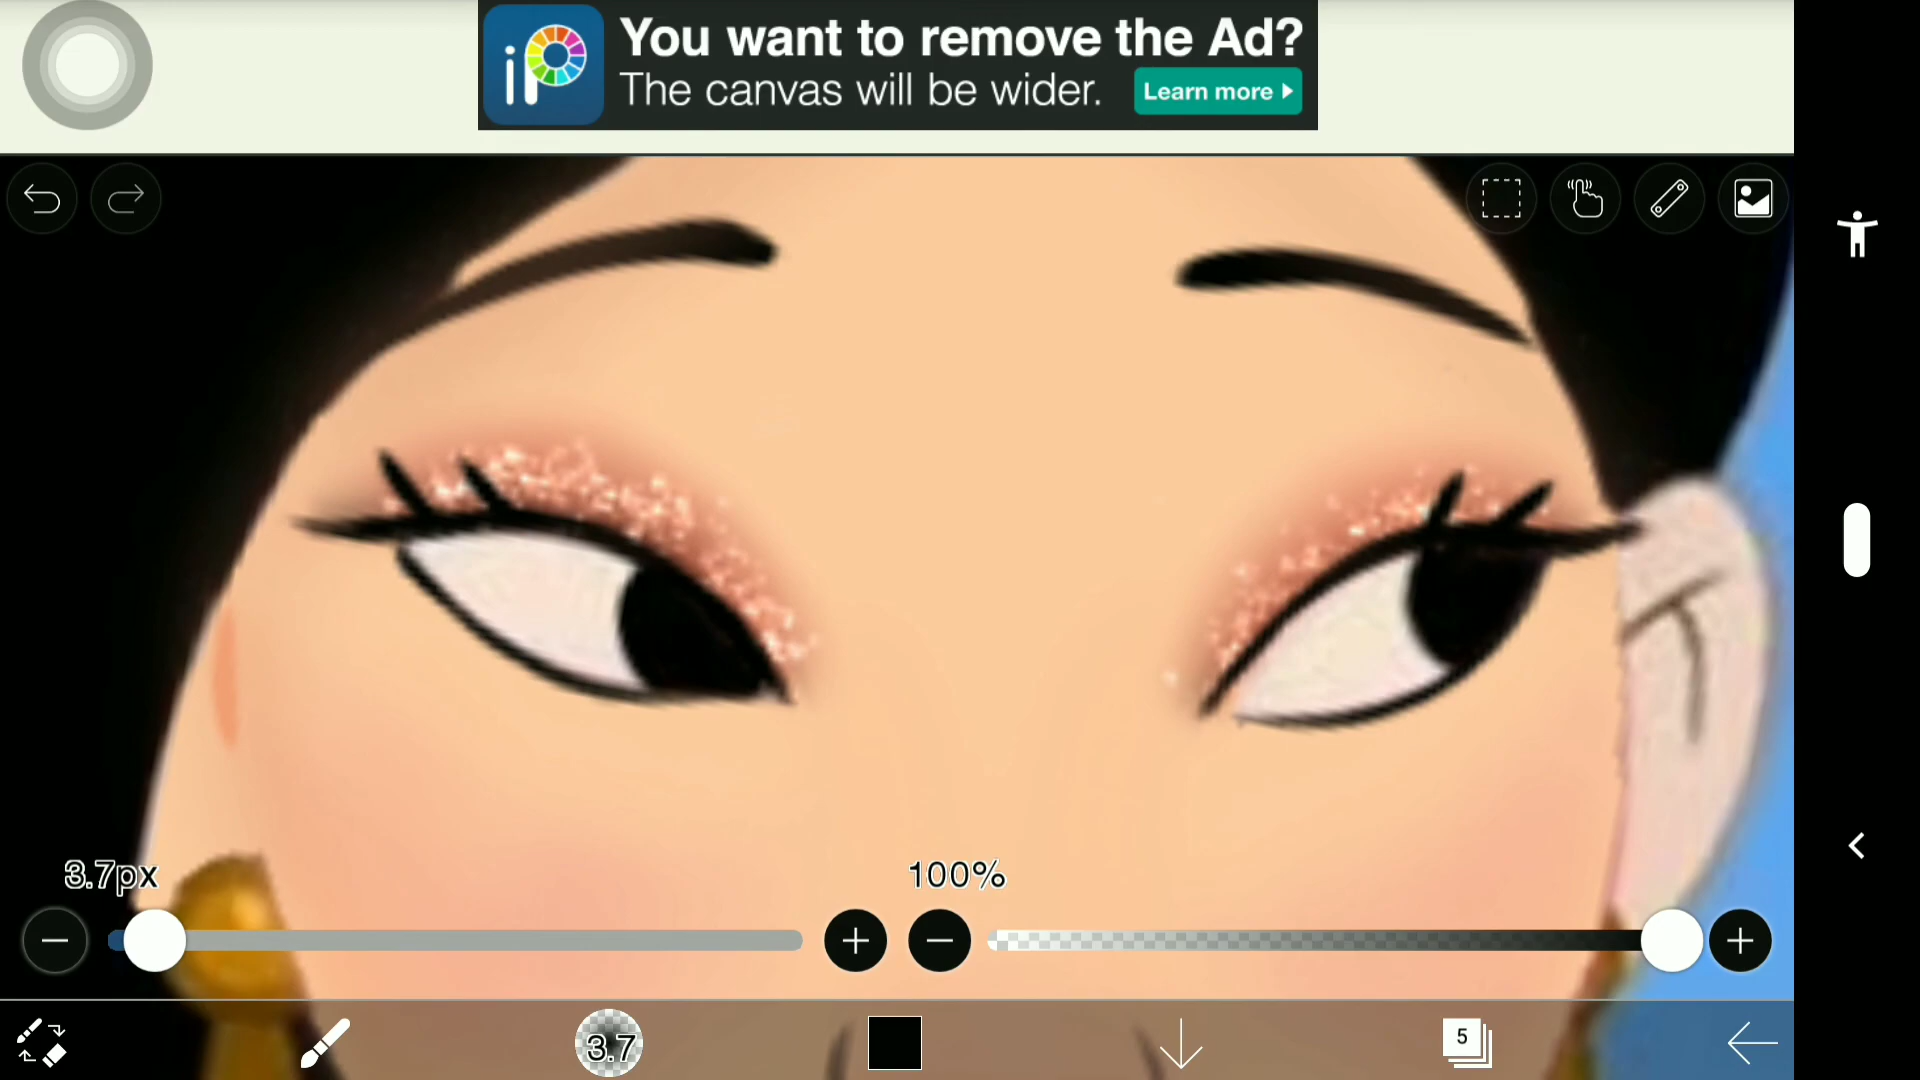 iP
You want to remove the Ad?
The canvas will be wider.
Learn more
3.7px
100%
3.7
5